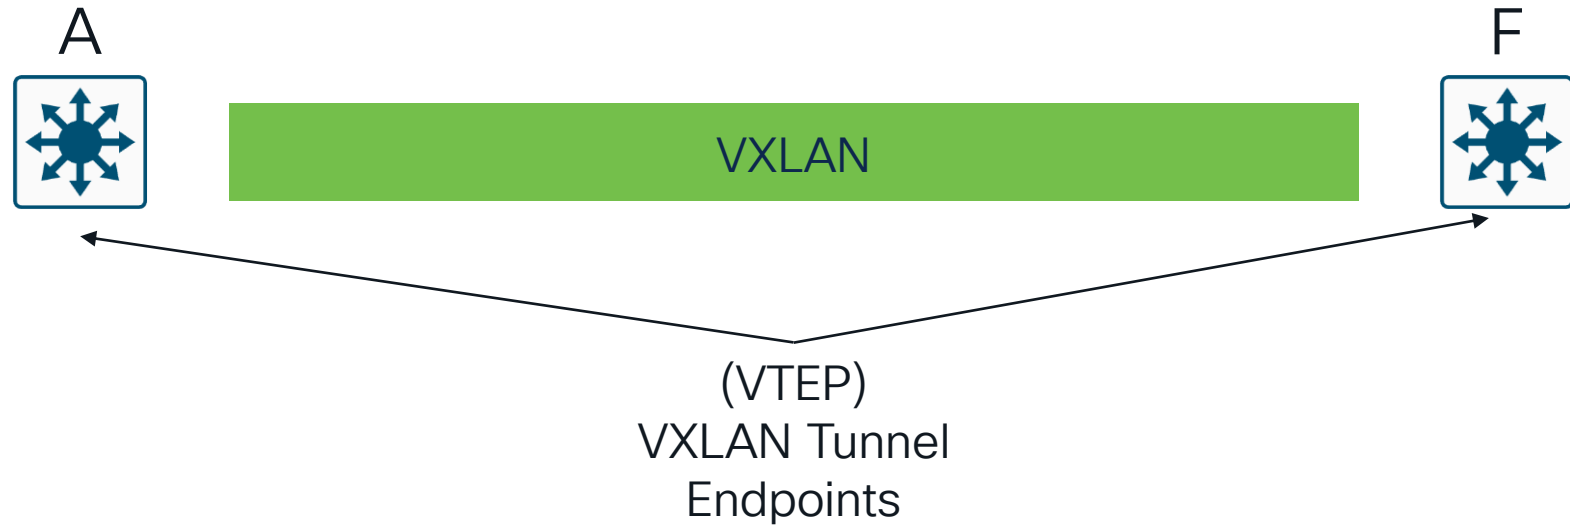 A
F
VXLAN
(VTEP)
VXLAN Tunnel
Endpoints